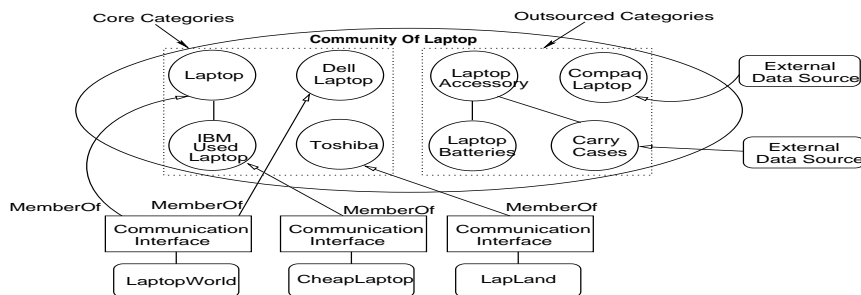 Core Categories
Outsourced Categories
Community Of Laptop
Laptop
Dell
Laptop
Laptop
Accessory
Compaq
Laptop
External
Data Source
IBM
Used
Laptop
Toshiba
Laptop
Batteries
Carry
Cases
External
Data Source
MemberOf
MemberOf
MemberOf
MemberOf
Communication
Interface
Communication
Interface
Communication
Interface
LaptopWorld
CheapLaptop
LapLand